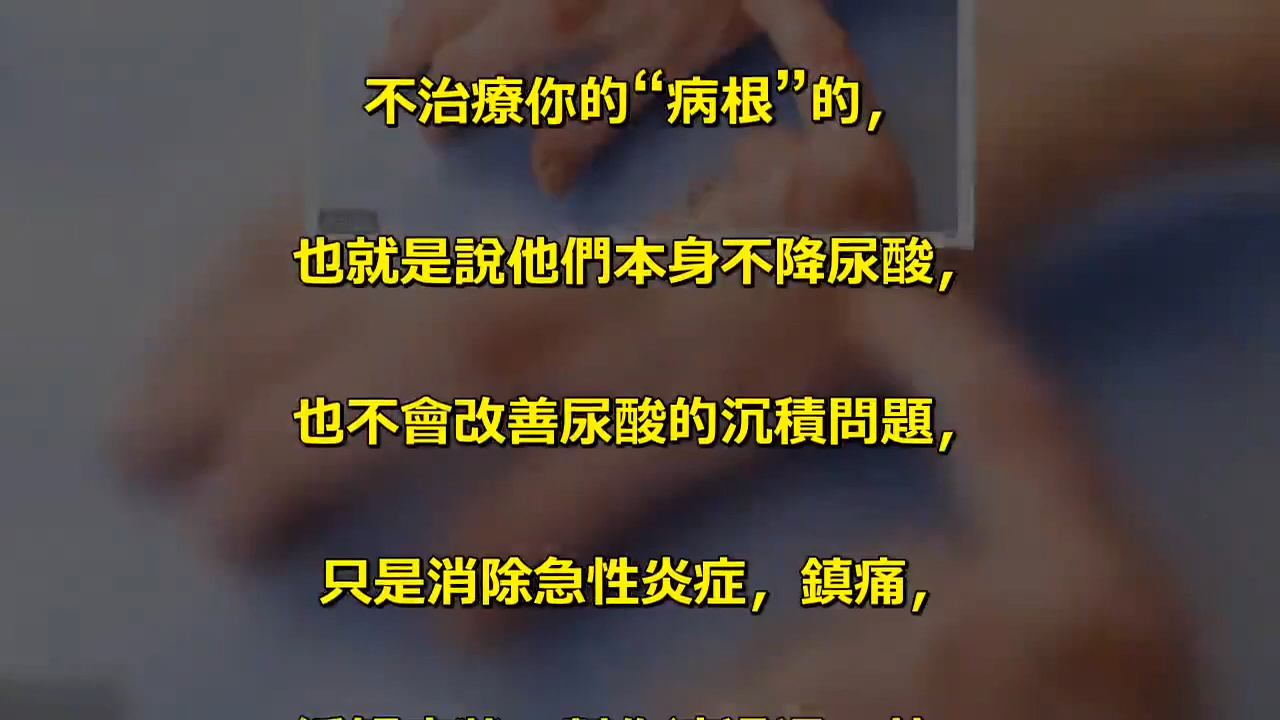 不治療你的“病根”的，
也就是說他們本身不降尿酸，
也不會改善尿酸的沉積問題，
只是消除急性炎症，鎮痛，